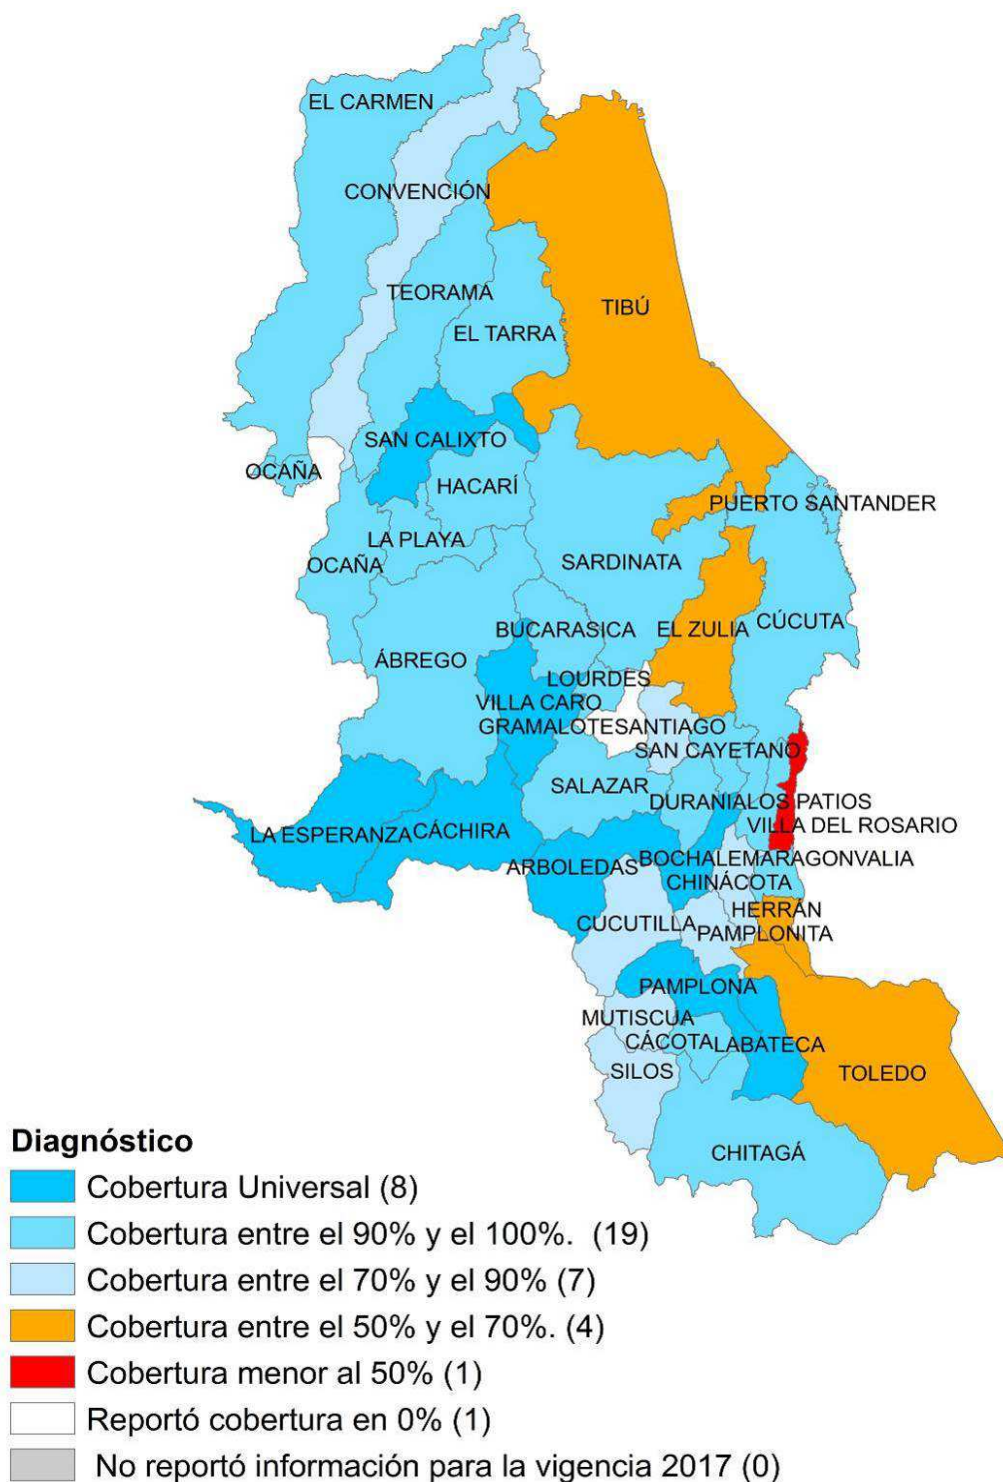 EL CARMEN
CONVENCIÓN
TEORAMA
TIBÚ
EL TARRA
SAN CALIXTO
OCAÑA
HACARÍ
PUERTO SANTANDER
LA PLAYA
OCAÑA
SARDINATA
CÚCUTA
BUCARASICA
EL ZULIA
ÁBREGO
LOURDES
VILLA CARO
GRAMALOTE
SANTIAGO
SAN CAYETANO
SALAZAR
DURANIA
LOS PATIOS
VILLA DEL ROSARIO
LA ESPERANZA
CÁCHIRA
ARBOLEDAS
BOCHALEMA
RAGONVALIA
CHINÁCOTA
HERRÁN
CUCUTILLA
PAMPLONITA
PAMPLONA
MUTISCUA
CÁCOTA
LABATECA
SILOS
TOLEDO
CHITAGÁ
Diagnóstico
Cobertura Universal (8)
Cobertura entre el 90% y el 100%. (19)
Cobertura entre el 70% y el 90% (7)
Cobertura entre el 50% y el 70%. (4)
Cobertura menor al 50% (1)
Reportó cobertura en 0% (1)
No reportó información para la vigencia 2017 (0)